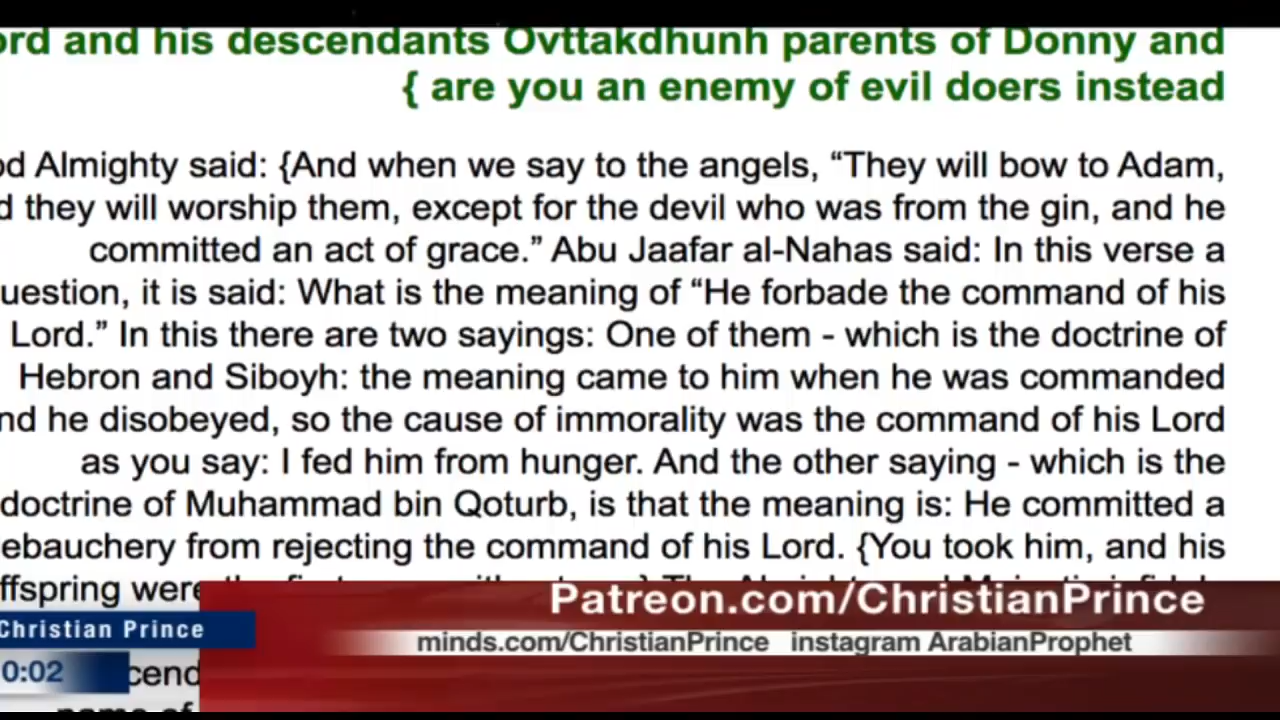 ord and his descendants Ovttakdhunh parents of Donny and
{ are you an enemy of evil doers instead
od Almighty said: {And when we say to the angels, “They will bow to Adam,
d they will worship them, except for the devil who was from the gin, and he
committed an act of grace.” Abu Jaafar al-Nahas said: In this verse a
uestion, it is said: What is the meaning of “He forbade the command of his
Lord.” In this there are two sayings: One of them - which is the doctrine of
Hebron and Siboyh: the meaning came to him when he was commanded
nd he disobeyed, so the cause of immorality was the command of his Lord
as you say: I fed him from hunger. And the other saying - which is the
doctrine of Muhammad bin Qoturb, is that the meaning is: He committed a
ebauchery from rejecting the command of his Lord. {You took him, and his
ffspring were
Patreon.com/ChristianPrince
Christian Prince
minds.com/ChristianPrince instagram ArabianProphet
0:02
cend
name of